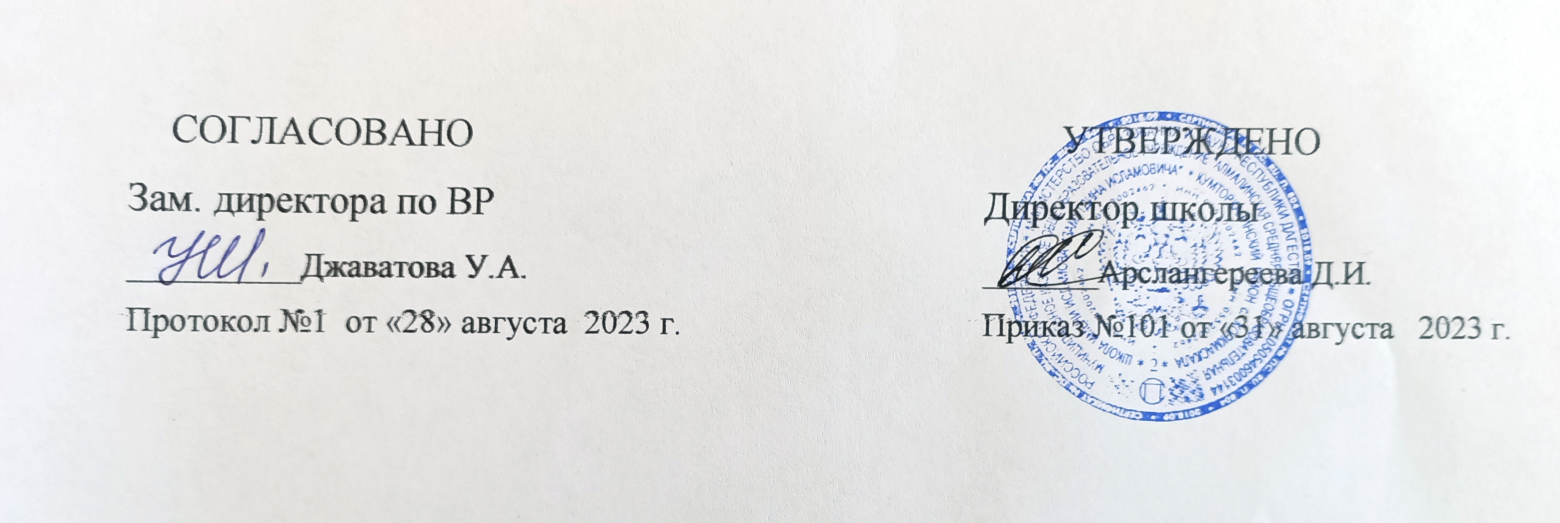 СОГЛАСОВАНО
Зам. директора по ВР
Джаватова У.А.
Протокол №1 от «28» августа 2023 г.
УТВЕРЖДЕНО
Директор школы
Арслангереева Д.И.
Приказ №101 от «31» августа 2023 г.